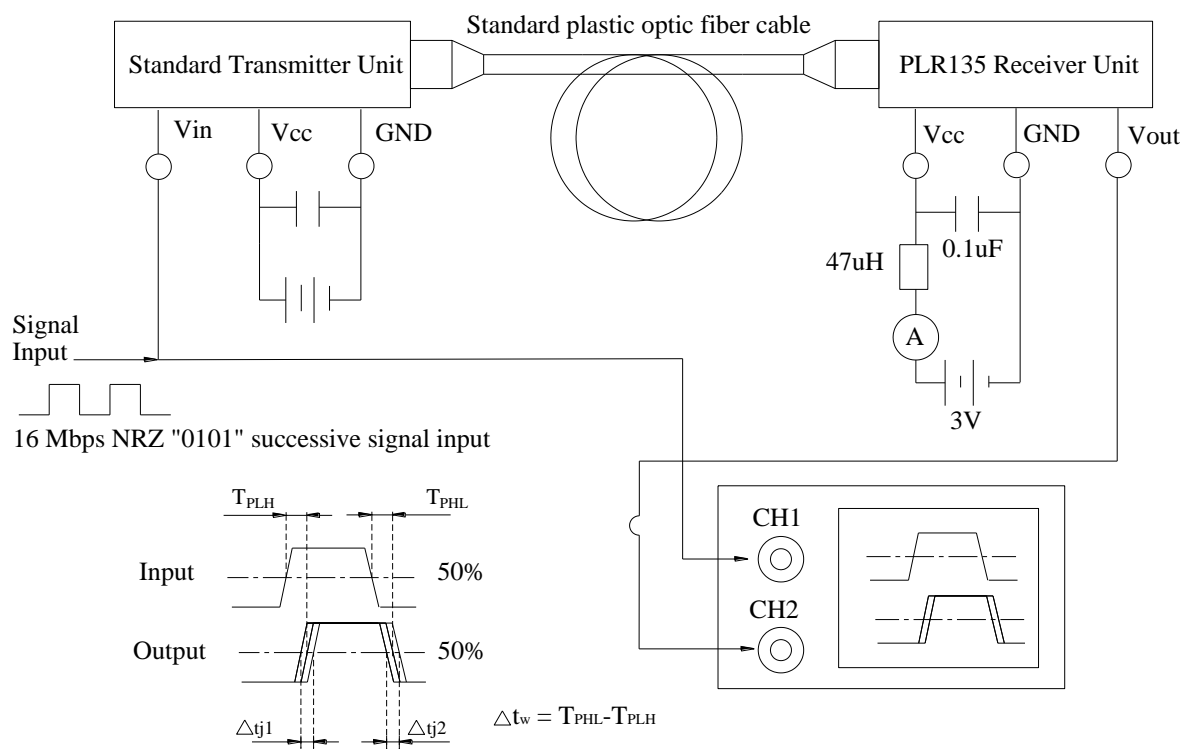 Standard plastic optic fiber cable
Standard Transmitter Unit
PLR135 Receiver Unit
Vin
Vcc
GND
Vcc
GND
Vout
0.1uF
47uH
A
3V
Signal
Input
16 Mbps NRZ "0101" successive signal input
TPLH
TPHL
Input
50%
Output
50%
△tj1
△tj2
△tw = TPHL-TPLH
CH1
CH2